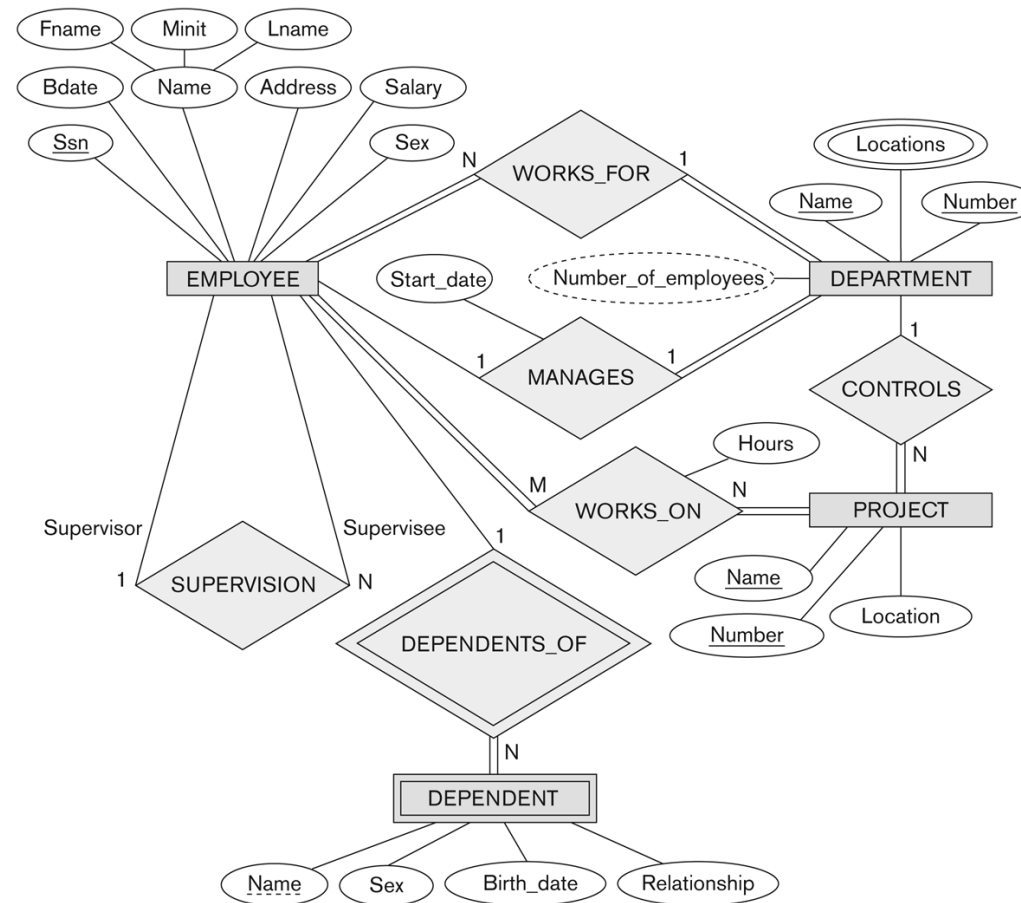 Fname
Minit
Lname
Bdate
Name
Address
Salary
Ssn
Sex
N
WORKS_FOR
1
Locations
Name
Number
EMPLOYEE
Start_date
Number_of_employees
DEPARTMENT
1
MANAGES
1
1
CONTROLS
N
Hours
M
WORKS_ON
N
PROJECT
Supervisor
Supervisee
1
SUPERVISION
N
1
Name
Number
Location
DEPENDENTS_OF
N
DEPENDENT
Name
Sex
Birth_date
Relationship